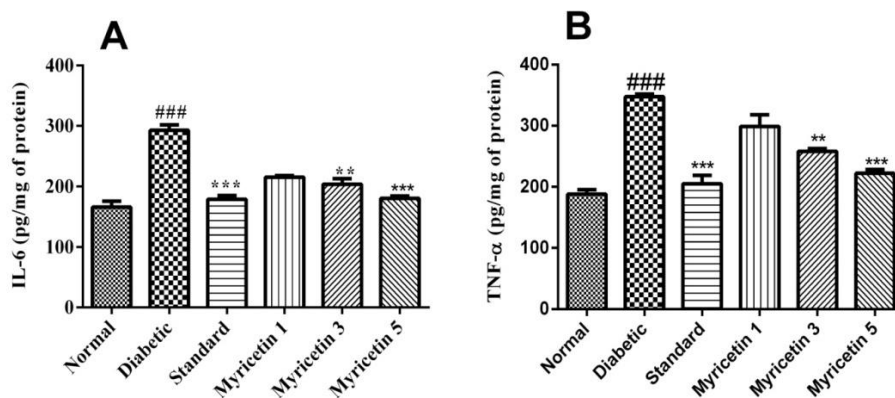 A
IL-6 (pg/mg of protein)
400
300
200
100
0
###
***
**
***
Normal
Diabetic
Standard
Myricetin 1
Myricetin 3
Myricetin 5
B
TNF-α (pg/mg of protein)
400
300
200
100
0
###
***
**
***
Normal
Diabetic
Standard
Myricetin 1
Myricetin 3
Myricetin 5